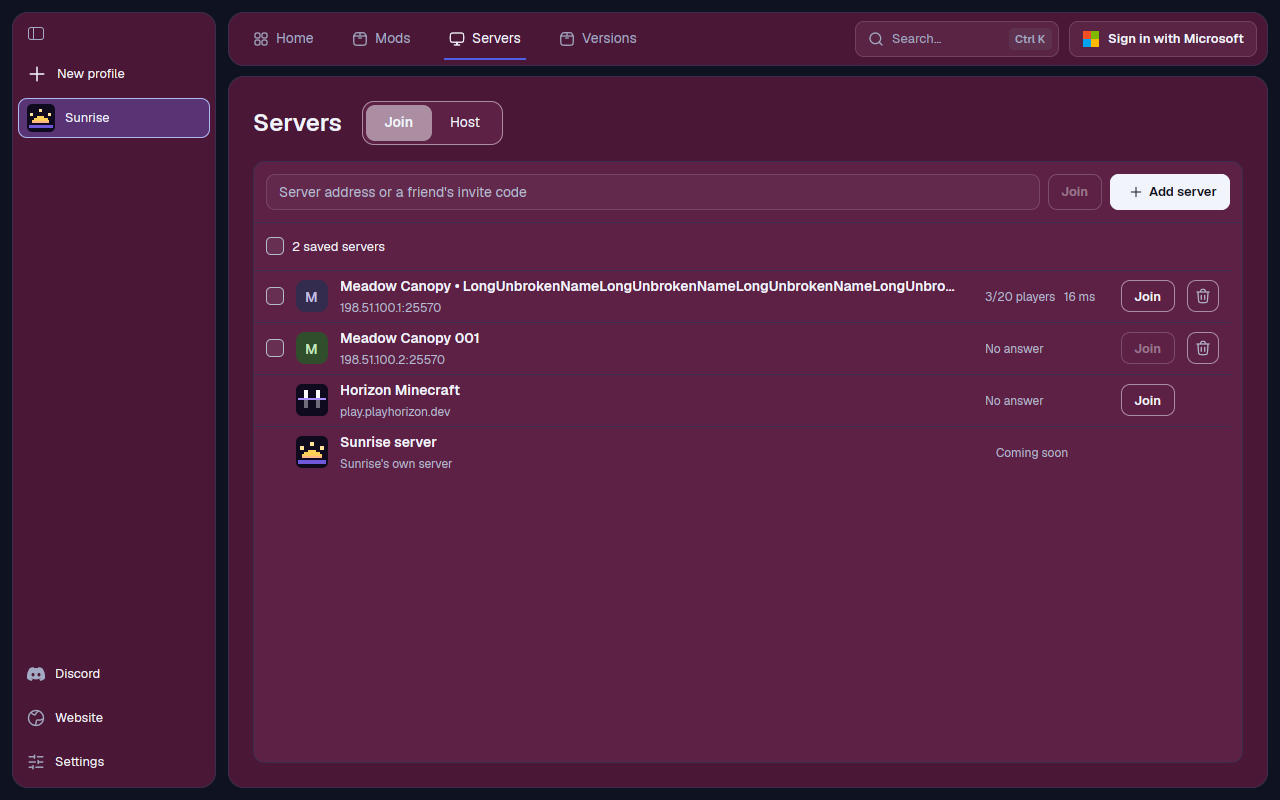 New profile
Sunrise
Discord
Website
Settings
Home
Mods
Servers
Versions
Search...
Ctrl K
Sign in with Microsoft
Servers
Join
Host
Server address or a friend's invite code
Join
Add server
2 saved servers
M
Meadow Canopy • LongUnbrokenNameLongUnbrokenNameLongUnbrokenNameLongUnbro...
198.51.100.1:25570
3/20 players
16 ms
Join
M
Meadow Canopy 001
198.51.100.2:25570
No answer
Join
Horizon Minecraft
play.playhorizon.dev
No answer
Join
Sunrise server
Sunrise's own server
Coming soon